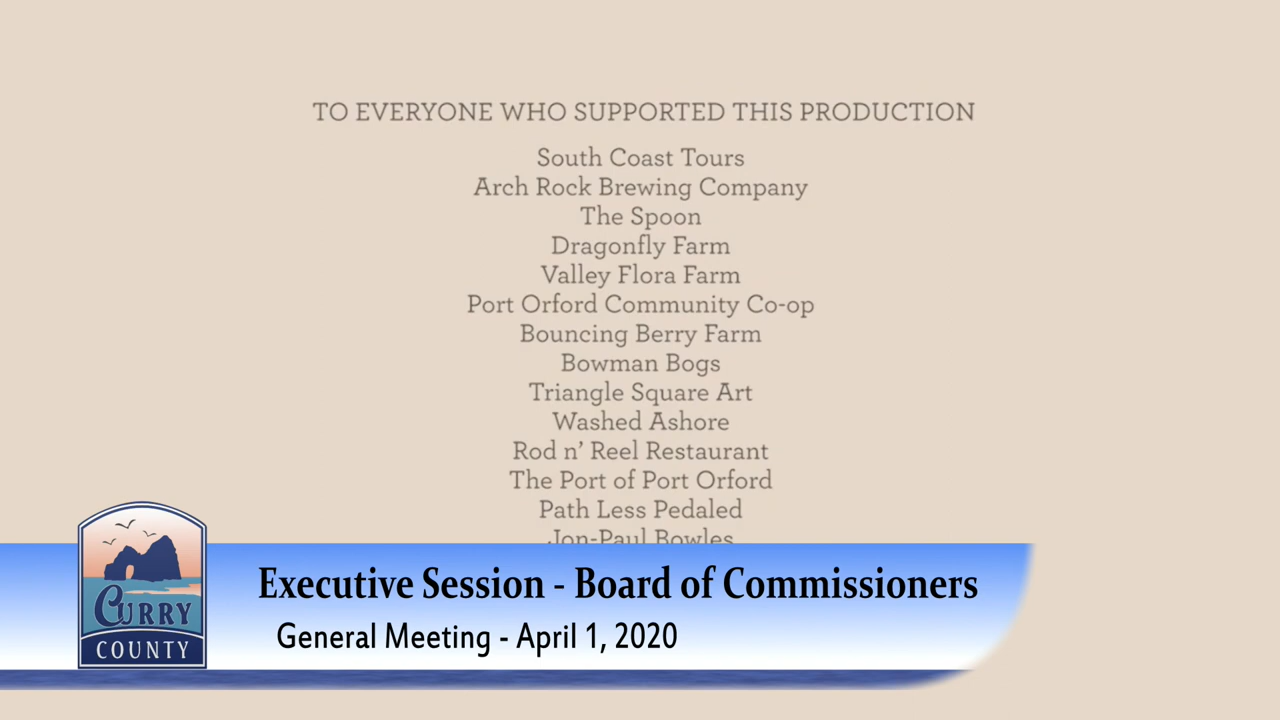 TO EVERYONE WHO SUPPORTED THIS PRODUCTION
South Coast Tours
Arch Rock Brewing Company
The Spoon
Dragonfly Farm
Valley Flora Farm
Port Orford Community Co-op
Bouncing Berry Farm
Bowman Bogs
Triangle Square Art
Washed Ashore
Rod n’ Reel Restaurant
The Port of Port Orford
Path Less Pedaled
Jon-Paul Bowles
Executive Session - Board of Commissioners
General Meeting - April 1, 2020
CURRY
COUNTY